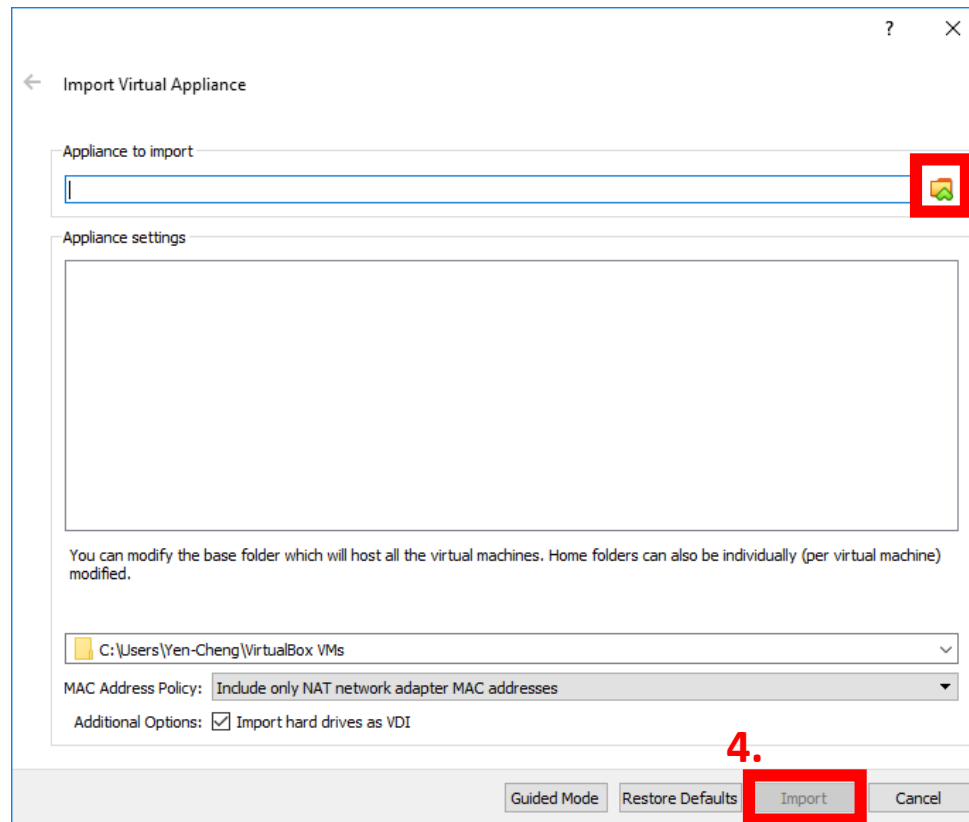 ?
Import Virtual Appliance
Appliance to import
Appliance settings
You can modify the base folder which will host all the virtual machines. Home folders can also be individually (per virtual machine)
modified.
C:\Users\Yen-Cheng\VirtualBox VMs
MAC Address Policy: Include only NAT network adapter MAC addresses
Additional Options: Import hard drives as VDI
4.
Guided Mode Restore Defaults Import Cancel